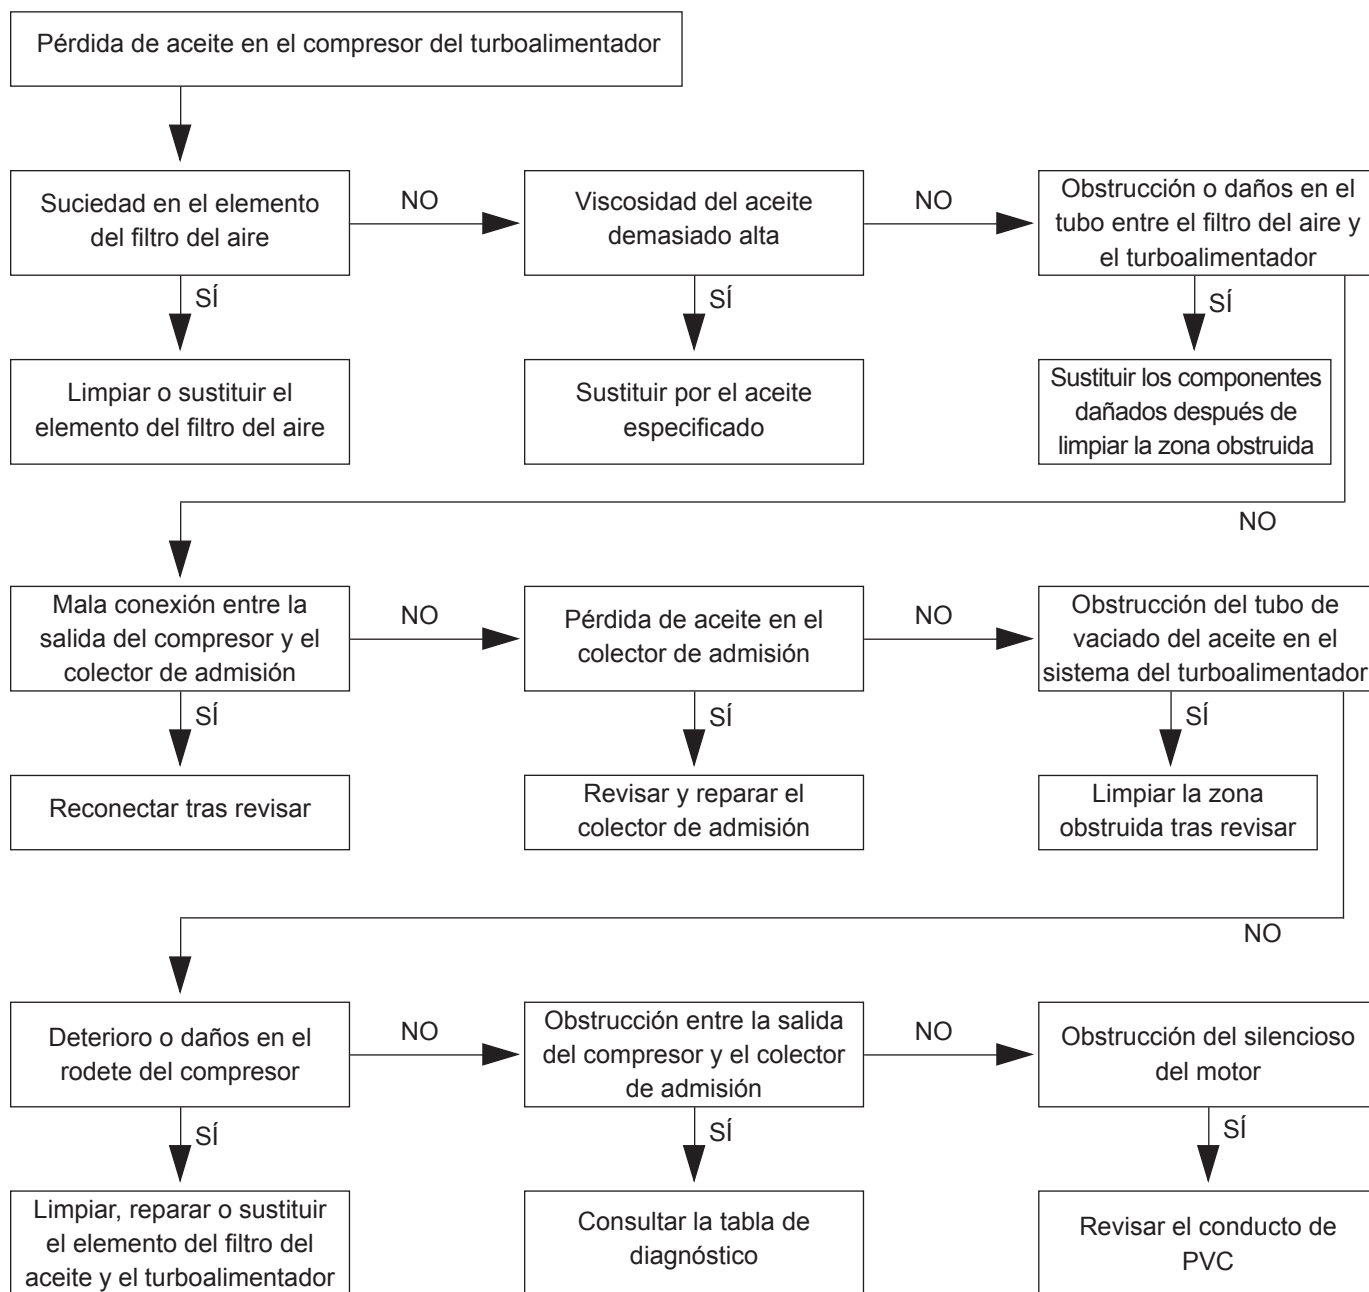 Pérdida de aceite en el compresor del turboalimentador
Suciedad en el elemento
del filtro del aire
NO
Viscosidad del aceite
demasiado alta
NO
Obstrucción o daños en el
tubo entre el filtro del aire y
el turboalimentador
SÍ
SÍ
SÍ
Limpiar o sustituir el
elemento del filtro del aire
Sustituir por el aceite
especificado
Sustituir los componentes
dañados después de
limpiar la zona obstruida
NO
Mala conexión entre la
salida del compresor y el
colector de admisión
NO
Pérdida de aceite en el
colector de admisión
NO
Obstrucción del tubo de
vaciado del aceite en el
sistema del turboalimentador
SÍ
SÍ
SÍ
Reconectar tras revisar
Revisar y reparar el
colector de admisión
Limpiar la zona
obstruida tras revisar
NO
Deterioro o daños en el
rodete del compresor
NO
Obstrucción entre la salida
del compresor y el colector
de admisión
NO
Obstrucción del silencioso
del motor
SÍ
SÍ
SÍ
Limpiar, reparar o sustituir
el elemento del filtro del
aceite y el turboalimentador
Consultar la tabla de
diagnóstico
Revisar el conducto de
PVC